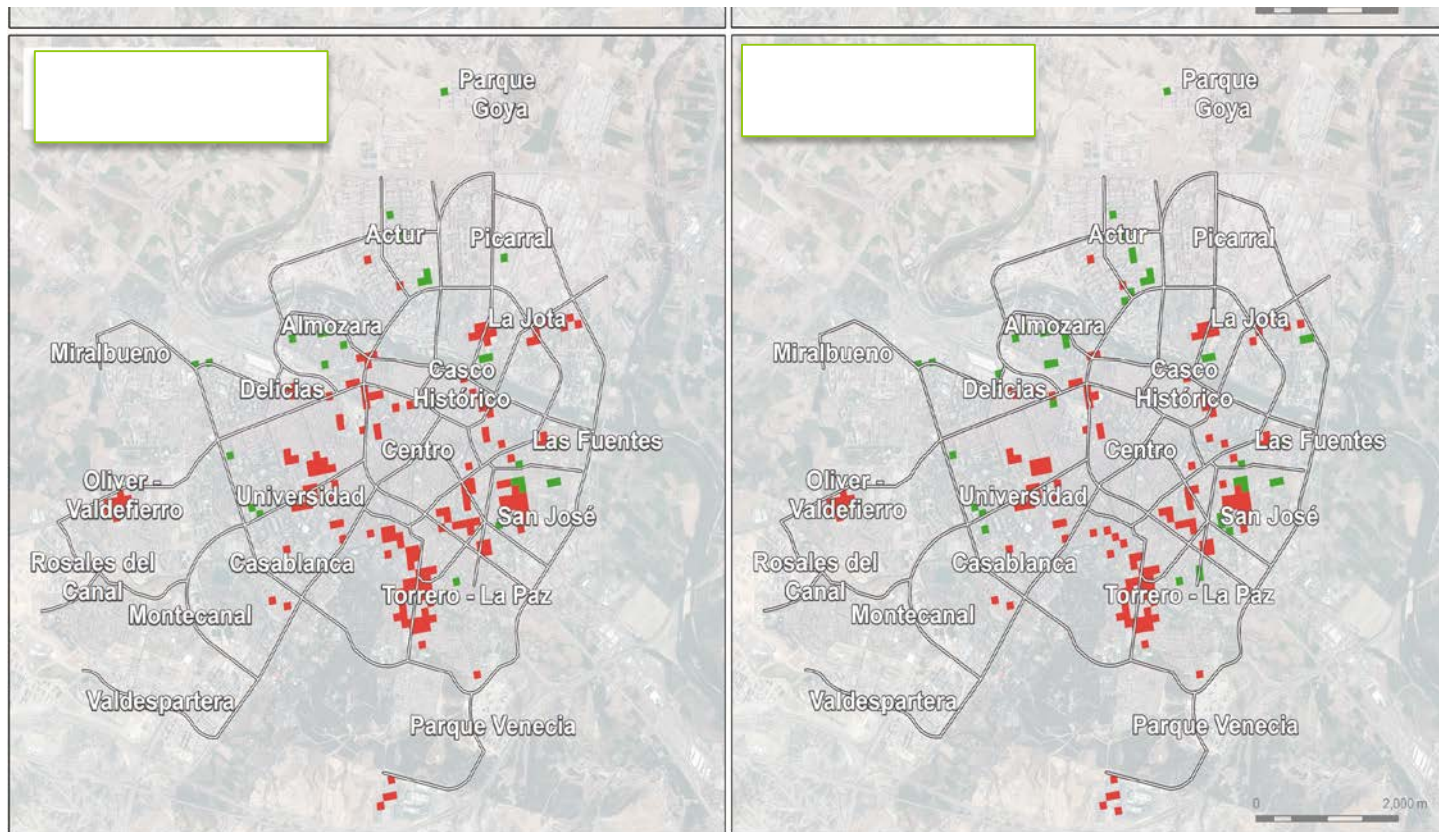 Parque
Goya
Actur
Picarral
Almozara
La Jota
Miralbueno
Delicias
Casco
Histórico
Centro
Las Fuentes
Oliver -
Valdefierro
Universidad
San José
Rosales del
Canal
Casablanca
Montecanal
Torrero - La Paz
Valdespartera
Parque Venecia
Parque
Goya
Actur
Picarral
Almozara
La Jota
Miralbueno
Delicias
Casco
Histórico
Centro
Las Fuentes
Oliver -
Valdefierro
Universidad
San José
Rosales del
Canal
Casablanca
Montecanal
Torrero - La Paz
Valdespartera
Parque Venecia
0 2,000 m